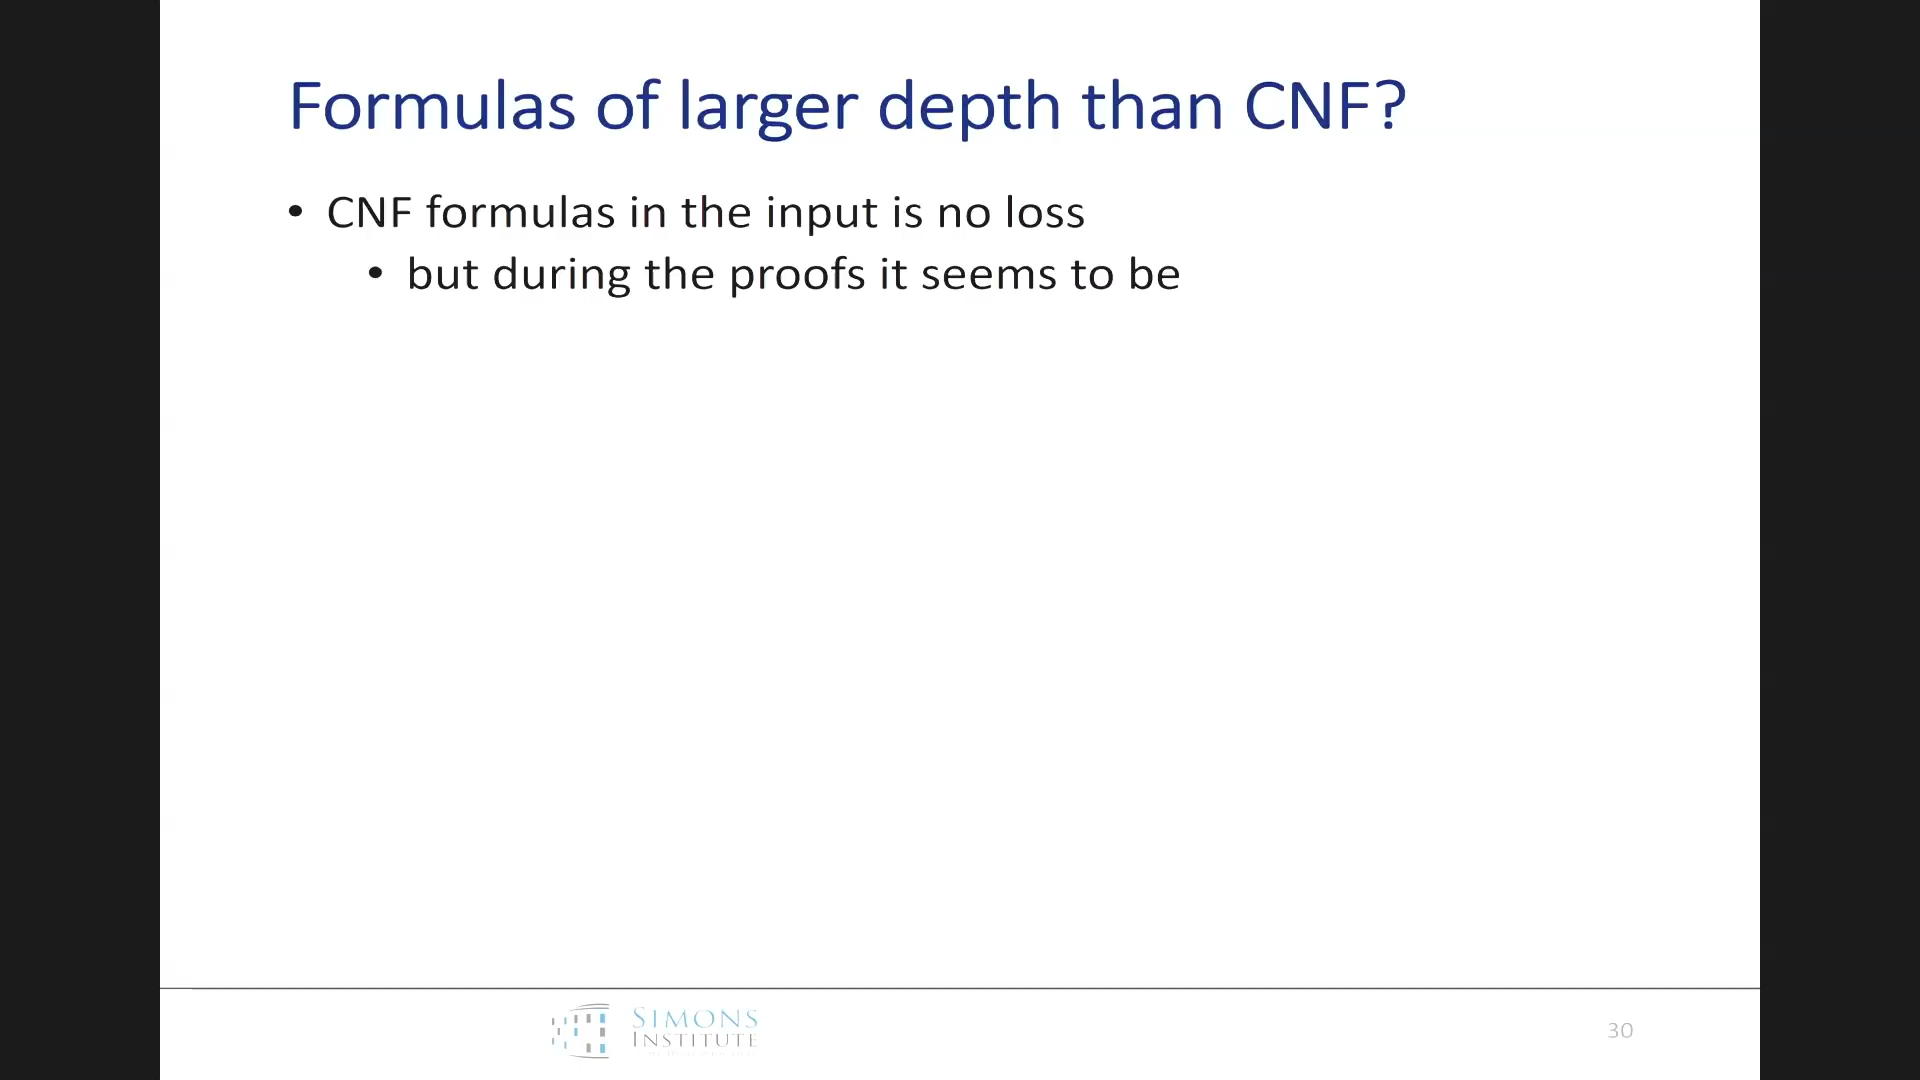 Formulas of larger depth than CNF?
• CNF formulas in the input is no loss
• but during the proofs it seems to be
SIMONS
INSTITUTE
30